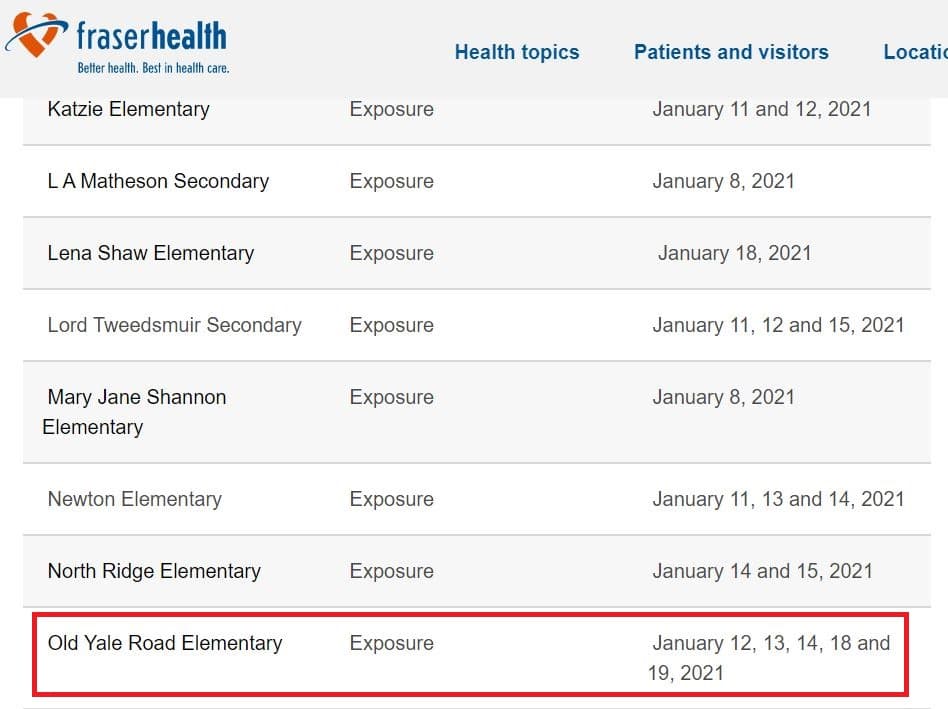 fraserhealth
Better health. Best in health care.
Health topics Patients and visitors Locatio
Katzie Elementary Exposure January 11 and 12, 2021
L A Matheson Secondary Exposure January 8, 2021
Lena Shaw Elementary Exposure January 18, 2021
Lord Tweedsmuir Secondary Exposure January 11, 12 and 15, 2021
Mary Jane Shannon Exposure January 8, 2021
Elementary
Newton Elementary Exposure January 11, 13 and 14, 2021
North Ridge Elementary Exposure January 14 and 15, 2021
Old Yale Road Elementary Exposure January 12, 13, 14, 18 and
19, 2021